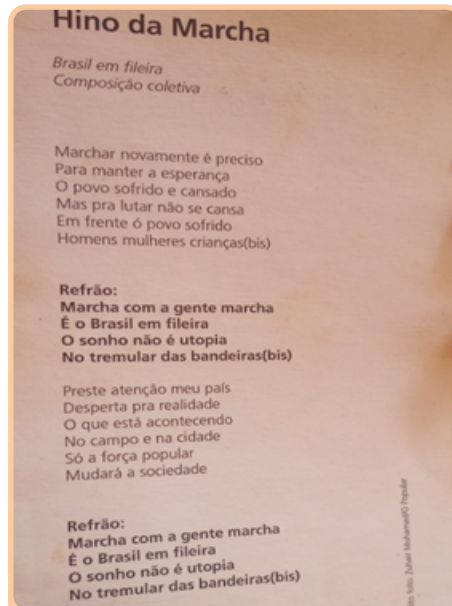 Hino da Marcha
Brasil em fileira
Composição coletiva
Marchar novamente é preciso
Para manter a esperança
O povo sofrido e cansado
Mas pra lutar não se cansa
Em frente ó povo sofrido
Homens mulheres crianças(bis)
Refrão:
Marcha com a gente marcha
É o Brasil em fileira
O sonho não é utopia
No tremular das bandeiras(bis)
Preste atenção meu país
Desperta pra realidade
O que está acontecendo
No campo e na cidade
Só a força popular
Mudará a sociedade
Refrão:
Marcha com a gente marcha
É o Brasil em fileira
O sonho não é utopia
No tremular das bandeiras(bis)
foto: Zuhair Mohamad/O Popular